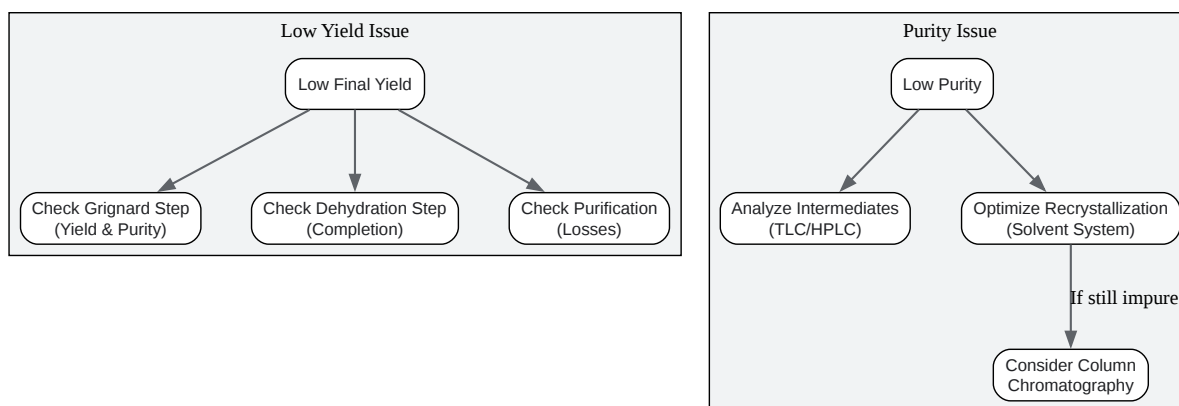 Low Yield Issue
Low Final Yield
Check Grignard Step
(Yield & Purity)
Check Dehydration Step
(Completion)
Check Purification
(Losses)
Purity Issue
Low Purity
Analyze Intermediates
(TLC/HPLC)
Optimize Recrystallization
(Solvent System)
If still impure
Consider Column
Chromatography